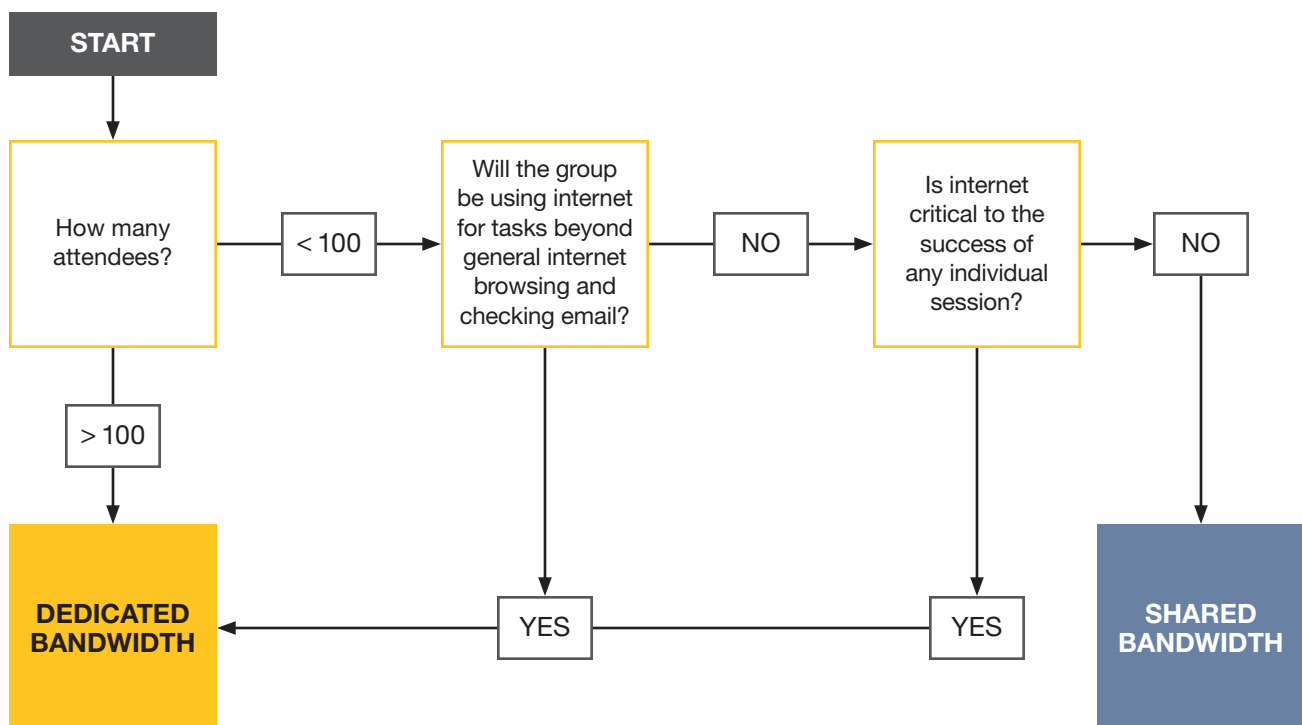 START
How many
attendees?
< 100
Will the group
be using internet
for tasks beyond
general internet
browsing and
checking email?
NO
Is internet
critical to the
success of
any individual
session?
NO
> 100
DEDICATED
BANDWIDTH
YES
YES
SHARED
BANDWIDTH